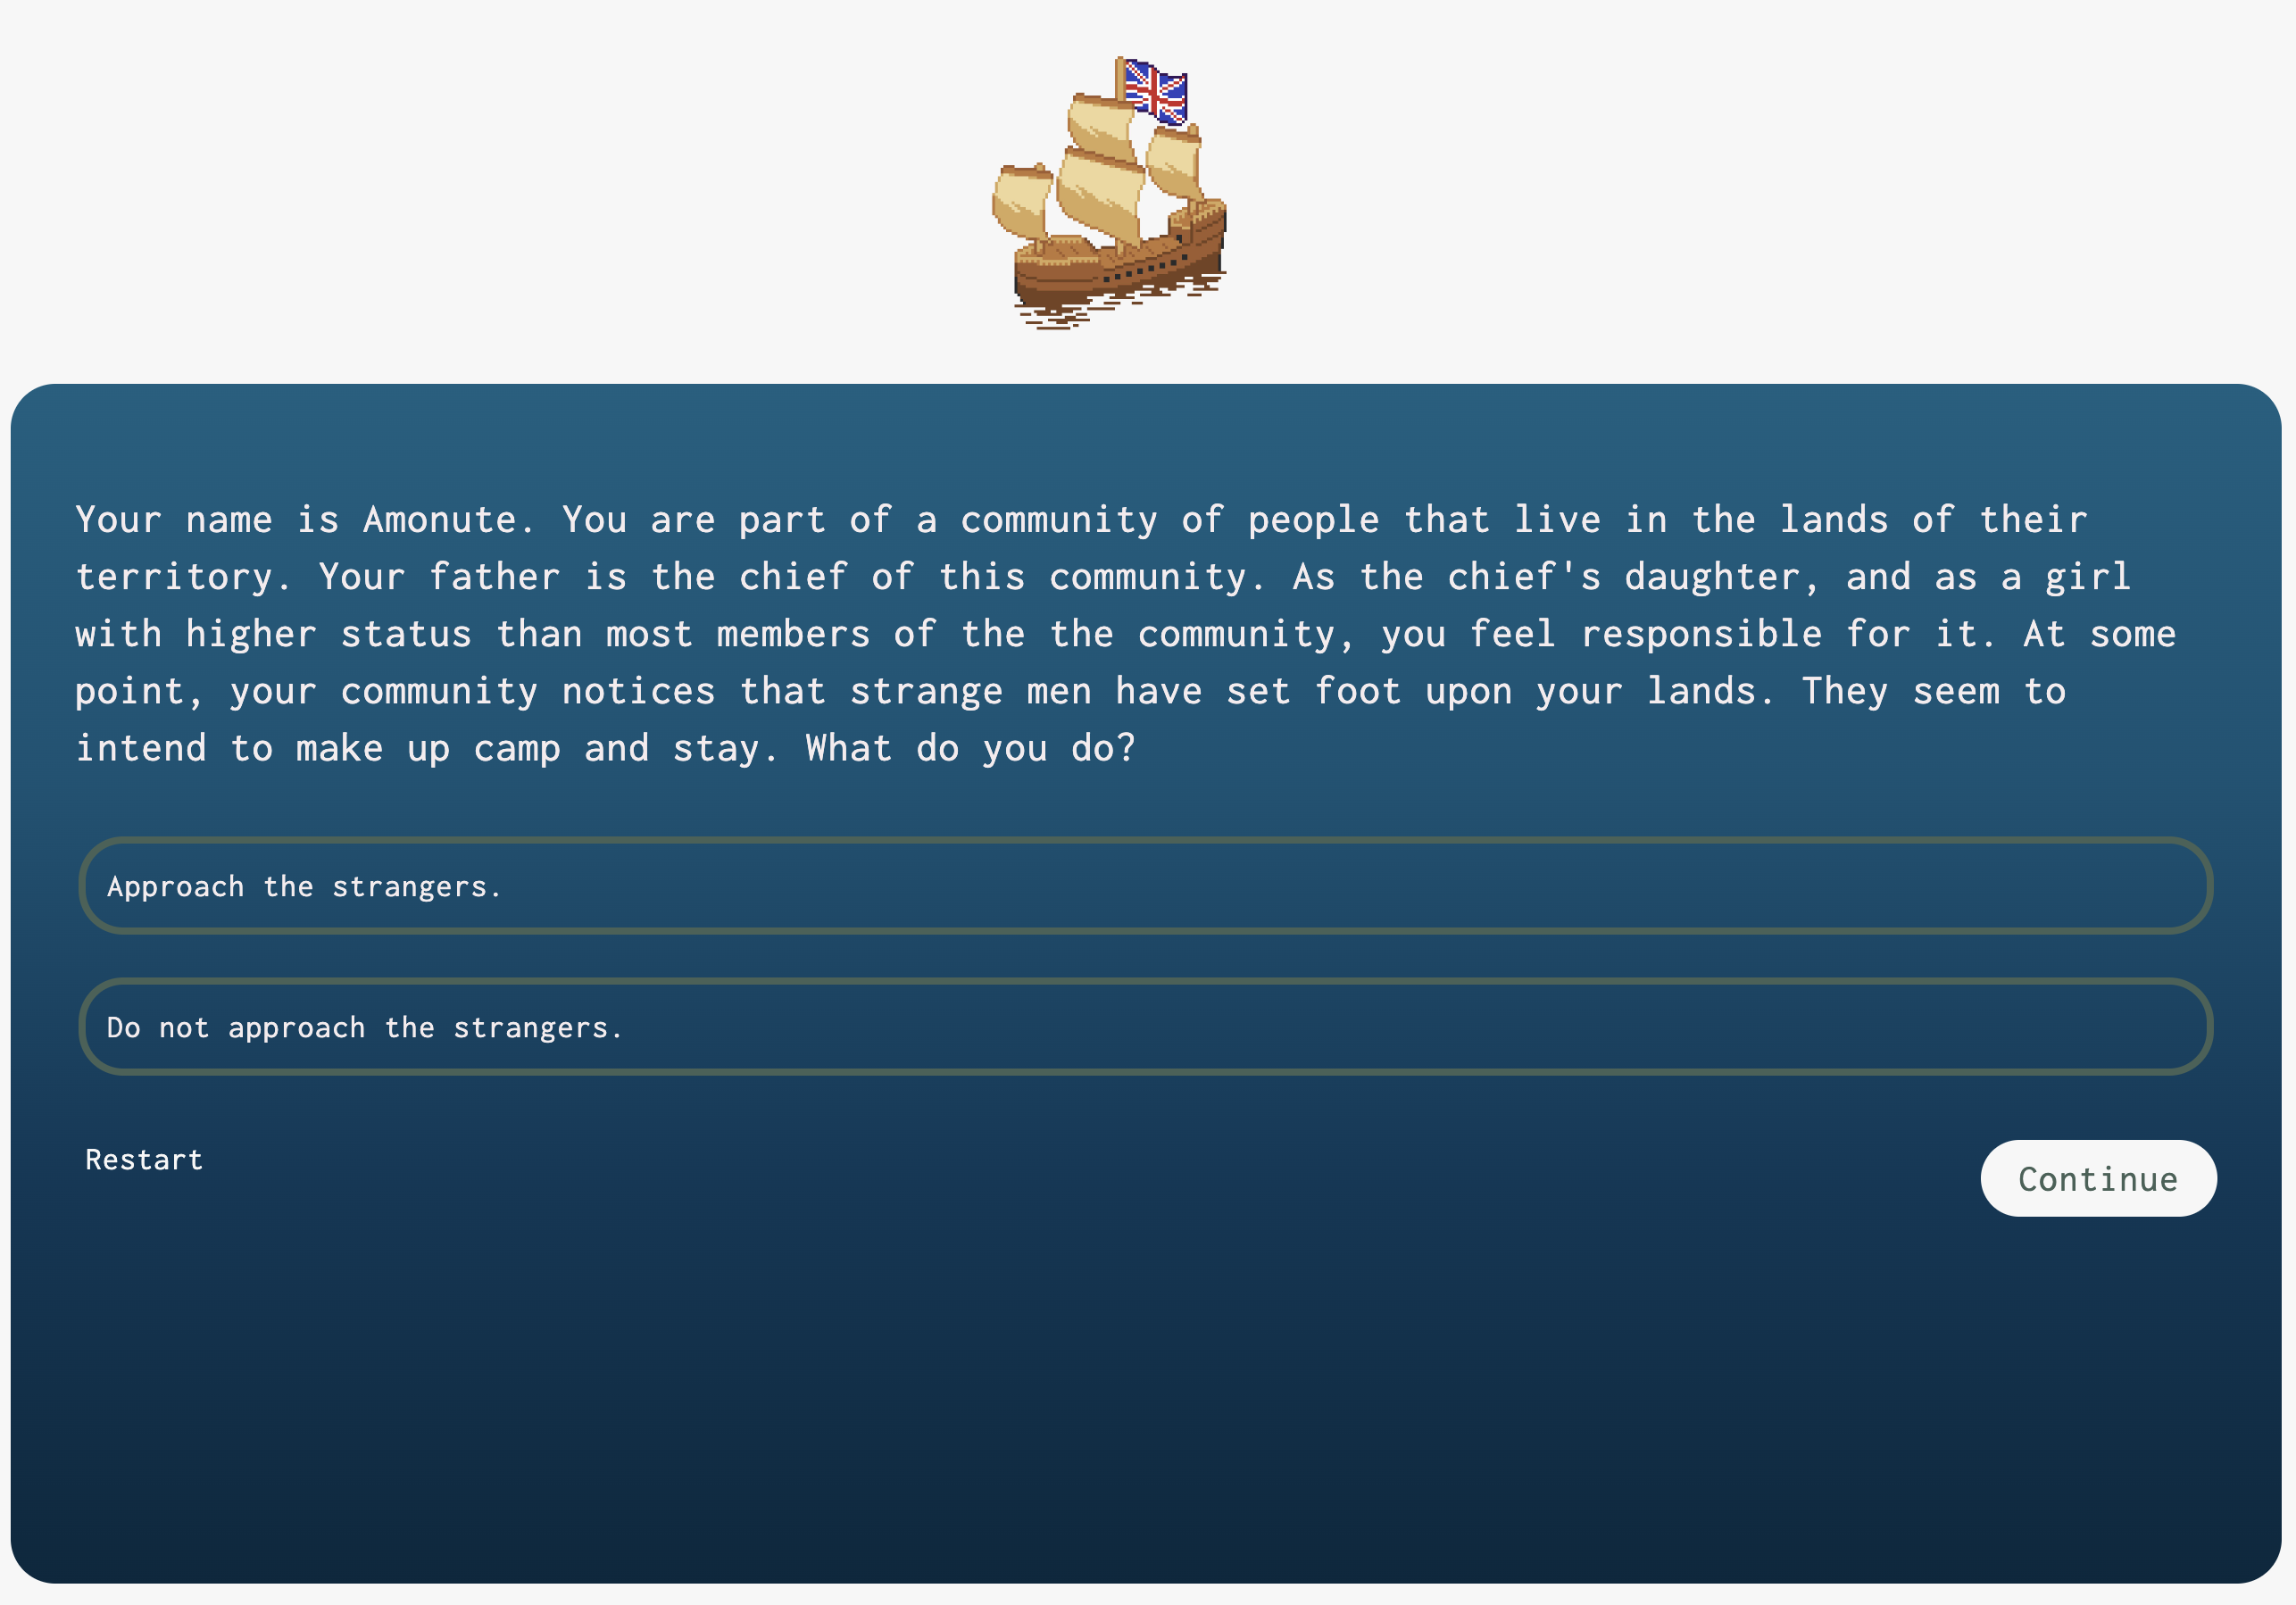 Your name is Amonute. You are part of a community of people that live in the lands of their
territory. Your father is the chief of this community. As the chief's daughter, and as a girl
with higher status than most members of the the community, you feel responsible for it. At some
point, your community notices that strange men have set foot upon your lands. They seem to
intend to make up camp and stay. What do you do?
Approach the strangers.
Do not approach the strangers.
Restart
Continue